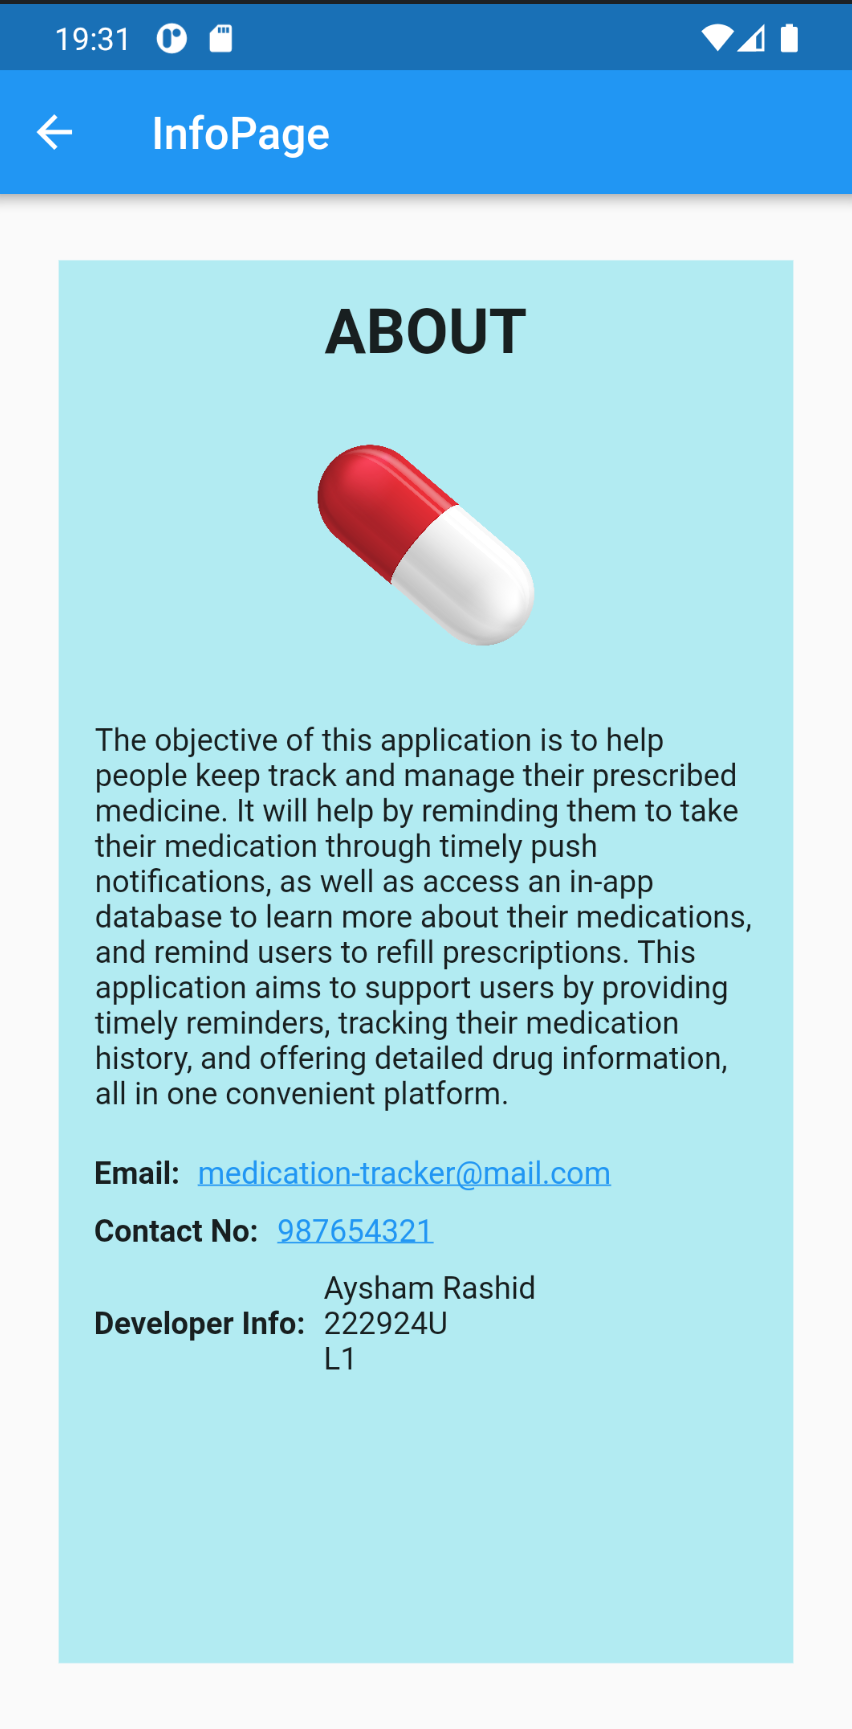 19:31
InfoPage
ABOUT
The objective of this application is to help
people keep track and manage their prescribed
medicine. It will help by reminding them to take
their medication through timely push
notifications, as well as access an in-app
database to learn more about their medications,
and remind users to refill prescriptions. This
application aims to support users by providing
timely reminders, tracking their medication
history, and offering detailed drug information,
all in one convenient platform.
Email: medication-tracker@mail.com
Contact No: 987654321
Developer Info: Aysham Rashid
222924U
L1